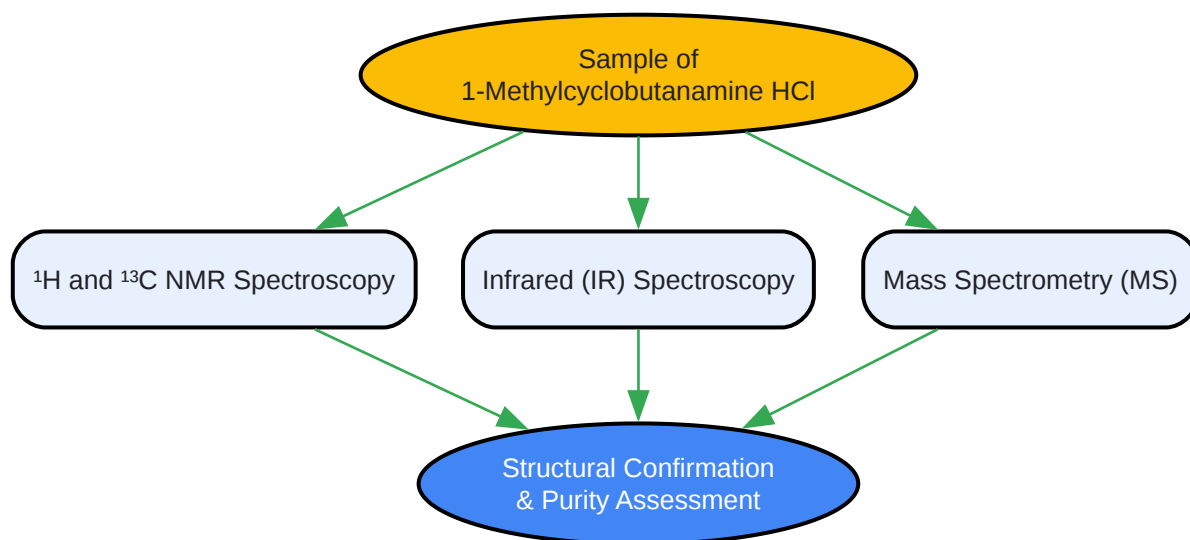 Sample of
1-Methylcyclobutanamine HCl
¹H and ¹³C NMR Spectroscopy
Infrared (IR) Spectroscopy
Mass Spectrometry (MS)
Structural Confirmation
& Purity Assessment